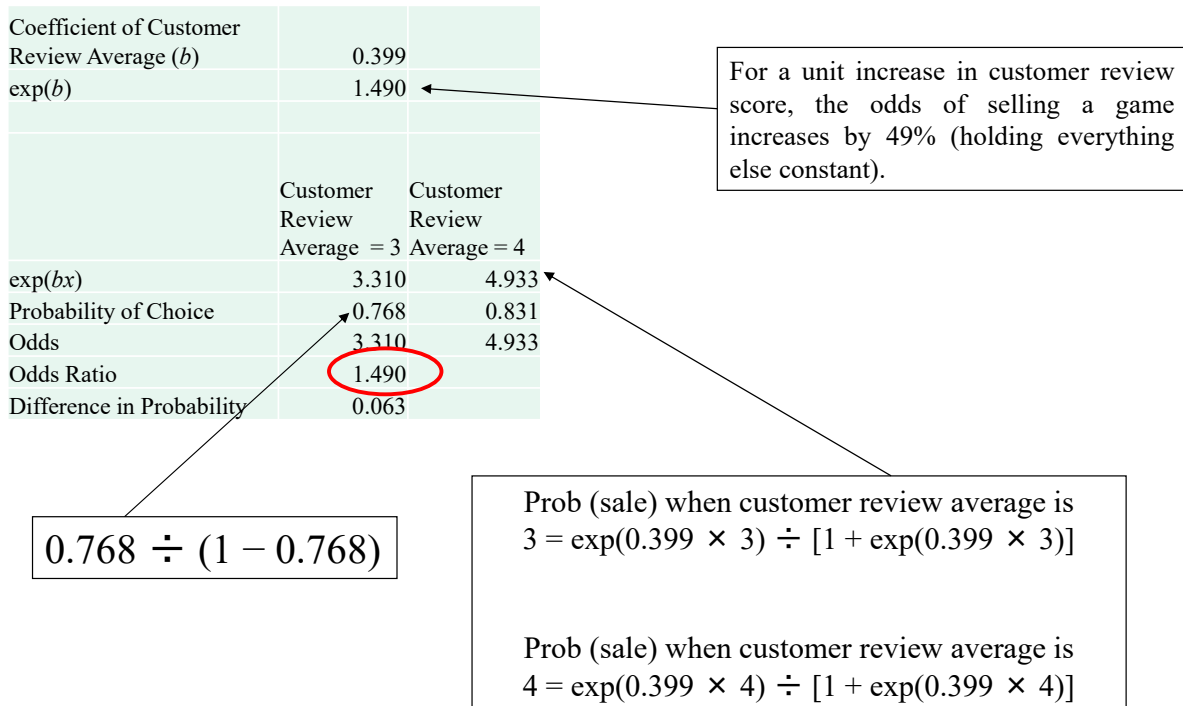 Coefficient of Customer
Review Average (b) 0.399
exp(b) 1.490
For a unit increase in customer review
score, the odds of selling a game
increases by 49% (holding everything
else constant).
Customer Customer
Review Review
Average = 3 Average = 4
exp(bx) 3.310 4.933
Probability of Choice 0.768 0.831
Odds 3.310 4.933
Odds Ratio 1.490
Difference in Probability 0.063
0.768 ÷ (1 − 0.768)
Prob (sale) when customer review average is
3 = exp(0.399 × 3) ÷ [1 + exp(0.399 × 3)]
Prob (sale) when customer review average is
4 = exp(0.399 × 4) ÷ [1 + exp(0.399 × 4)]